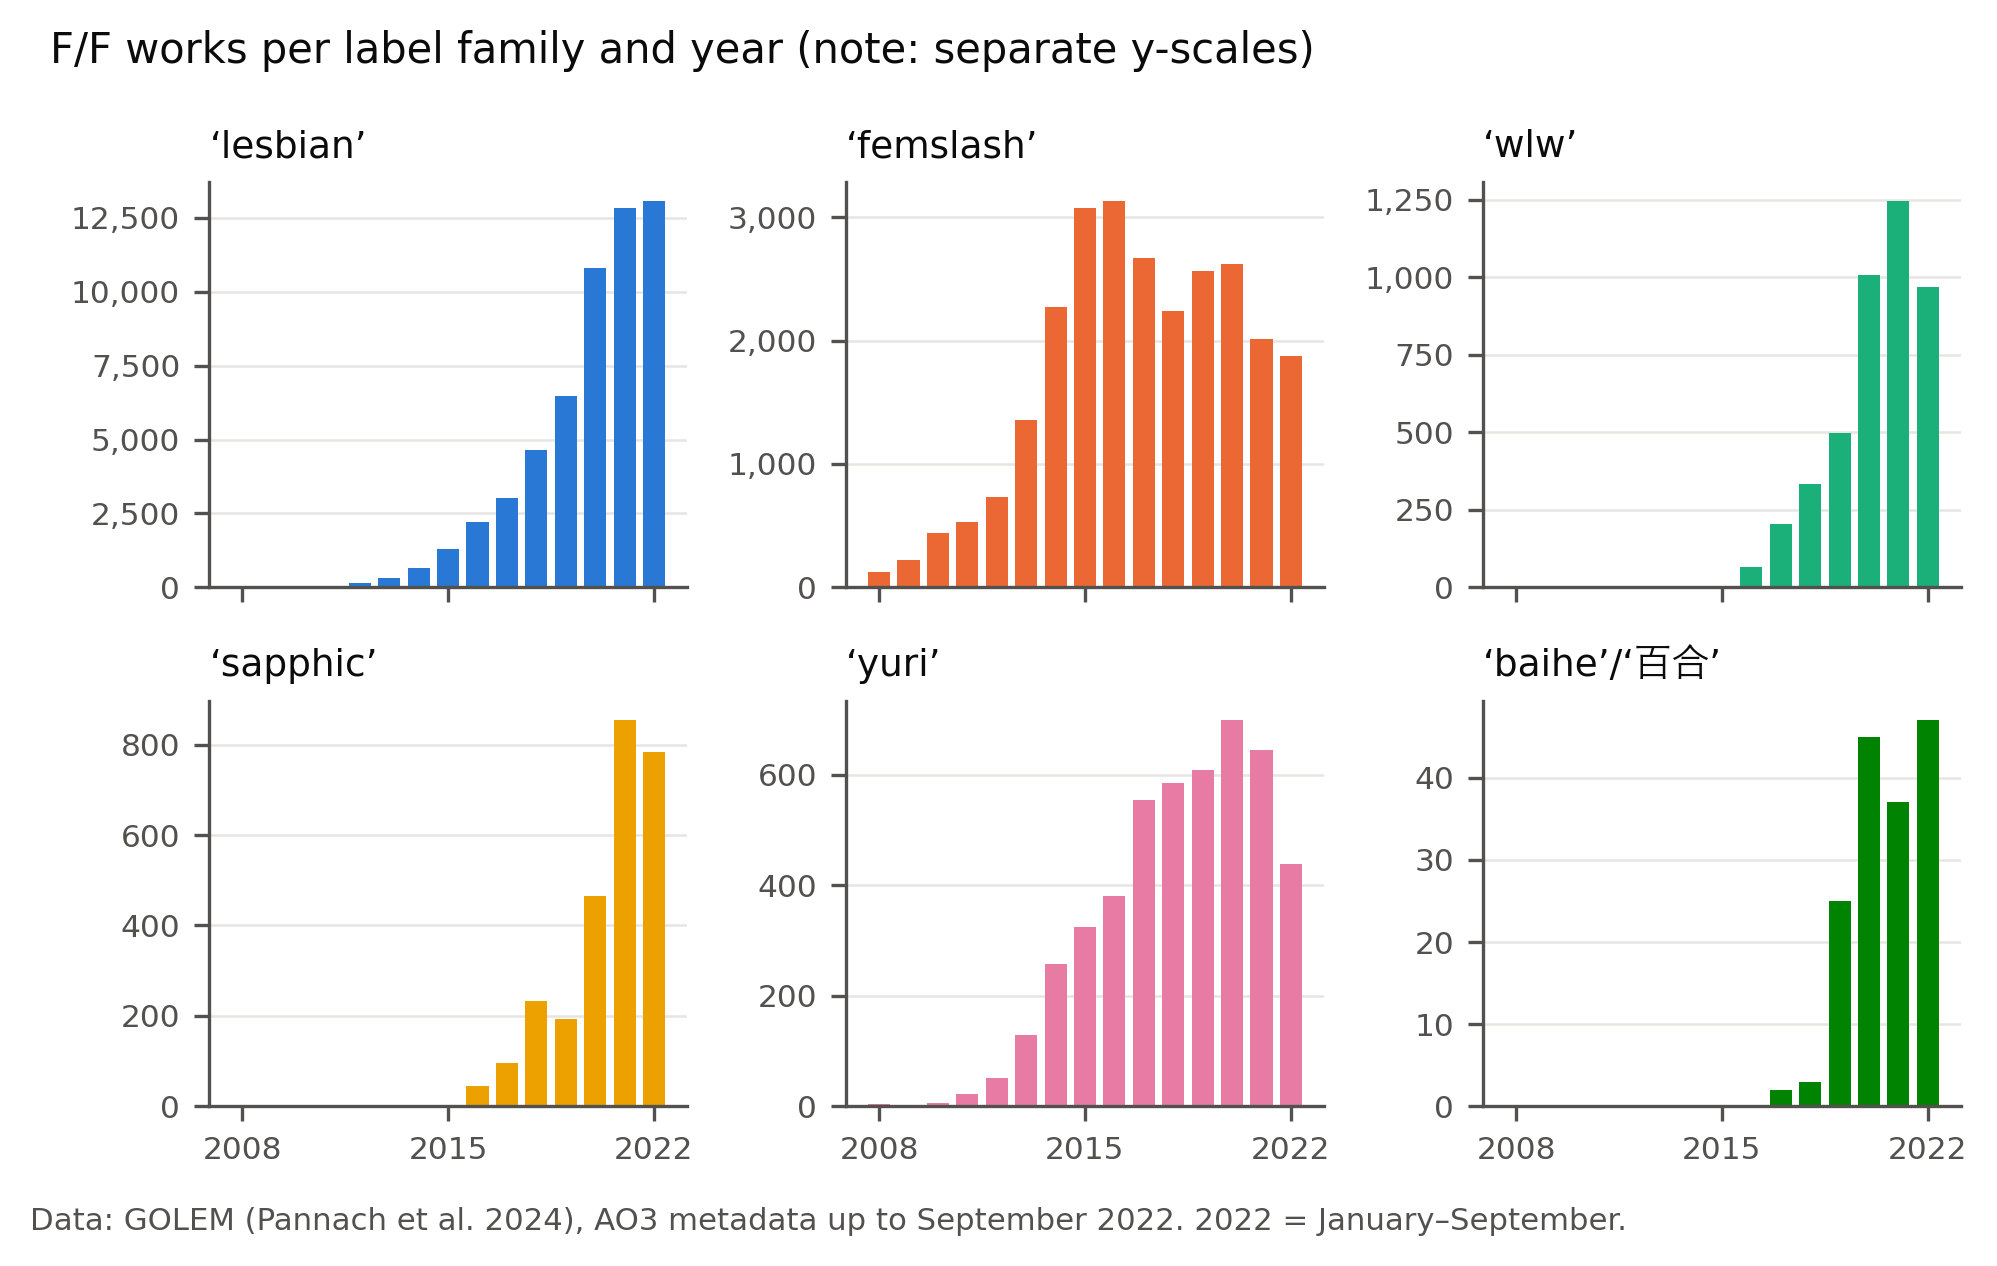 F/F works per label family and year (note: separate y-scales)
‘lesbian’
12,500
10,000
7,500
5,000
2,500
0
‘femslash’
3,000
2,000
1,000
0
‘wlw’
1,250
1,000
750
500
250
0
‘sapphic’
800
600
400
200
0
2008 2015 2022
‘yuri’
600
400
200
0
2008 2015 2022
‘baihe’/‘百合’
40
30
20
10
0
2008 2015 2022
Data: GOLEM (Pannach et al. 2024), AO3 metadata up to September 2022. 2022 = January–September.